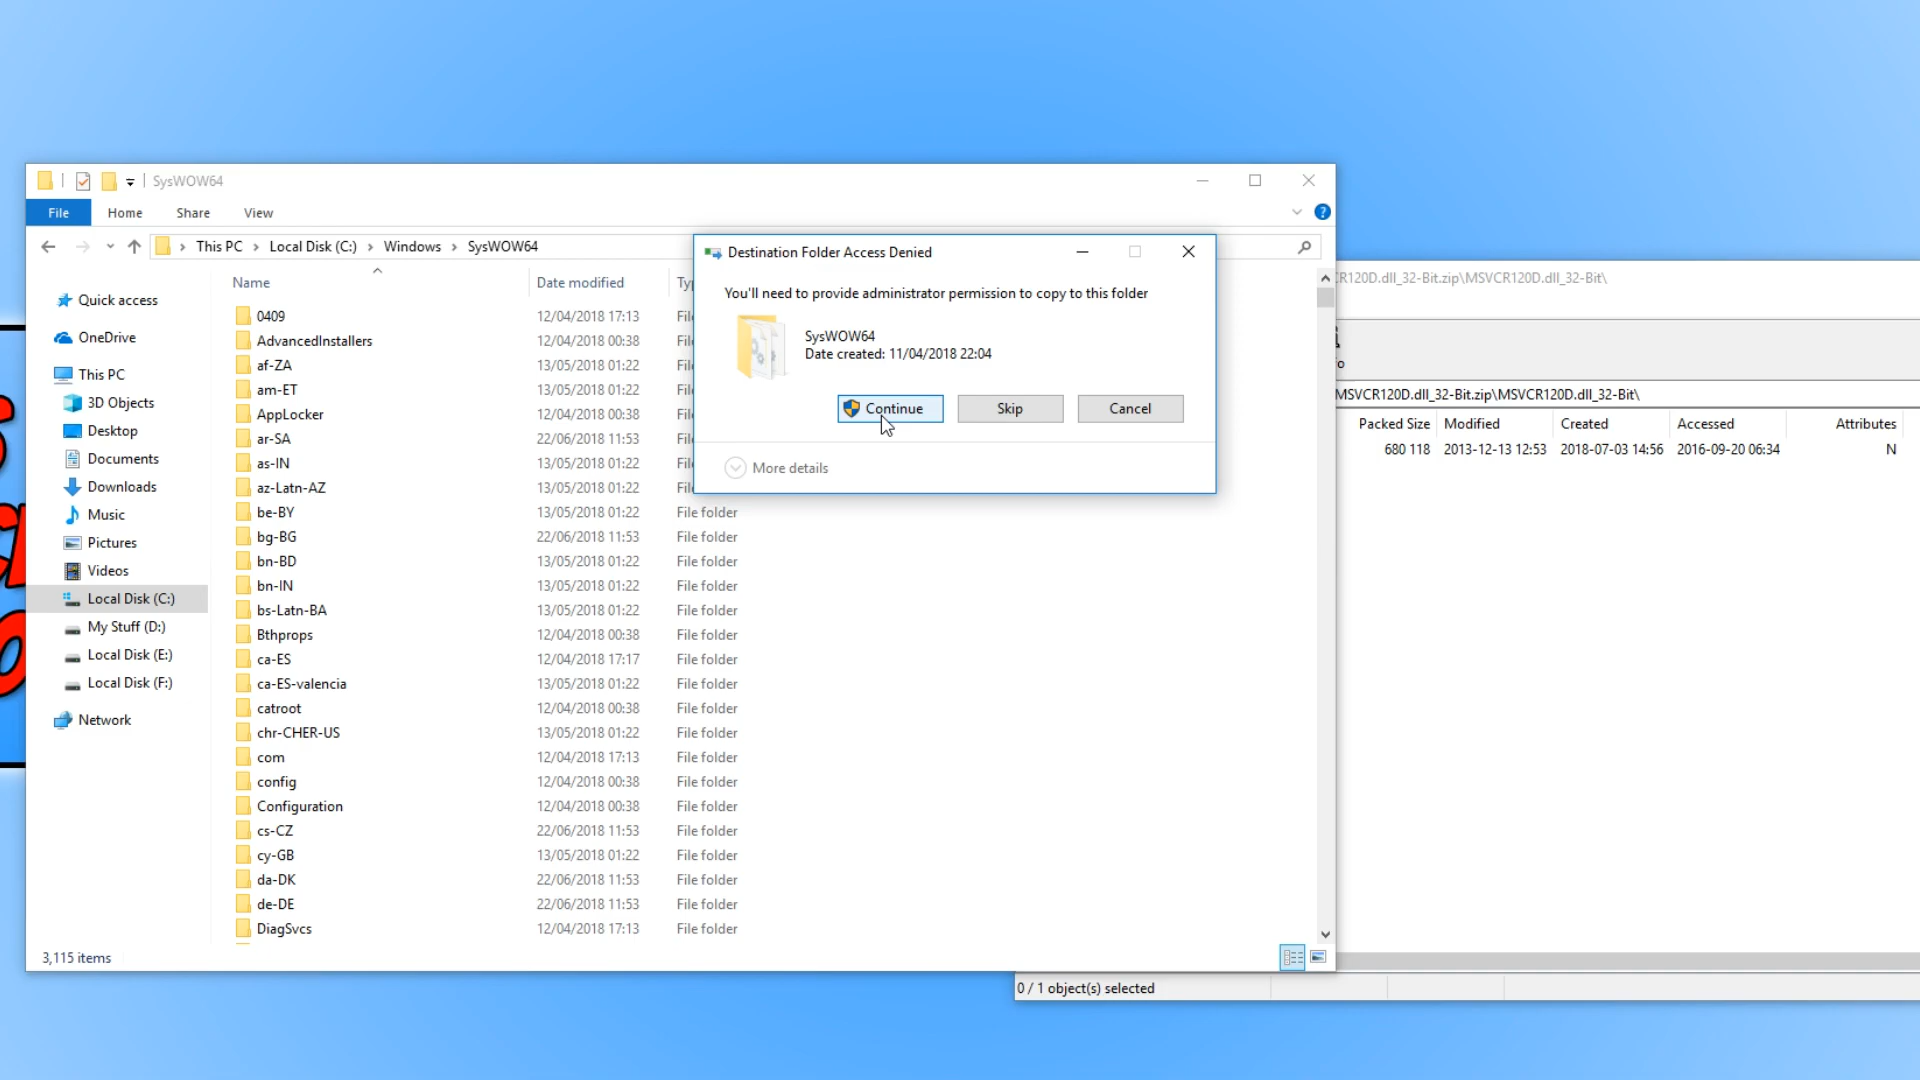 SysWOW64
File Home Share View
This PC Local Disk (C:) Windows SysWOW64
Quick access
OneDrive
This PC
3D Objects
Desktop
Documents
Downloads
Music
Pictures
Videos
Local Disk (C:)
My Stuff (D:)
Local Disk (E:)
Local Disk (F:)
Network
Name Date modified
0409 12/04/2018 17:13
AdvancedInstallers 12/04/2018 00:38
af-ZA 13/05/2018 01:22
am-ET 13/05/2018 01:22
AppLocker 12/04/2018 00:38
ar-SA 22/06/2018 11:53
as-IN 13/05/2018 01:22
az-Latn-AZ 13/05/2018 01:22
be-BY 13/05/2018 01:22 File folder
bg-BG 22/06/2018 11:53 File folder
bn-BD 13/05/2018 01:22 File folder
bn-IN 13/05/2018 01:22 File folder
bs-Latn-BA 13/05/2018 01:22 File folder
Bthprops 12/04/2018 00:38 File folder
ca-ES 12/04/2018 17:17 File folder
ca-ES-valencia 13/05/2018 01:22 File folder
catroot 12/04/2018 00:38 File folder
chr-CHER-US 13/05/2018 01:22 File folder
com 12/04/2018 17:13 File folder
config 12/04/2018 00:38 File folder
Configuration 12/04/2018 00:38 File folder
cs-CZ 22/06/2018 11:53 File folder
cy-GB 13/05/2018 01:22 File folder
da-DK 22/06/2018 11:53 File folder
de-DE 22/06/2018 11:53 File folder
DiagSvcs 12/04/2018 17:13 File folder
3,115 items
Destination Folder Access Denied
You'll need to provide administrator permission to copy to this folder
SysWOW64
Date created: 11/04/2018 22:04
Continue Skip Cancel
More details
CR120D.dll_32-Bit.zip\MSVCR120D.dll_32-Bit\
MSVCR120D.dll_32-Bit.zip\MSVCR120D.dll_32-Bit\
Packed Size Modified Created Accessed Attributes
680 118 2013-12-13 12:53 2018-07-03 14:56 2016-09-20 06:34 N
0 / 1 object(s) selected